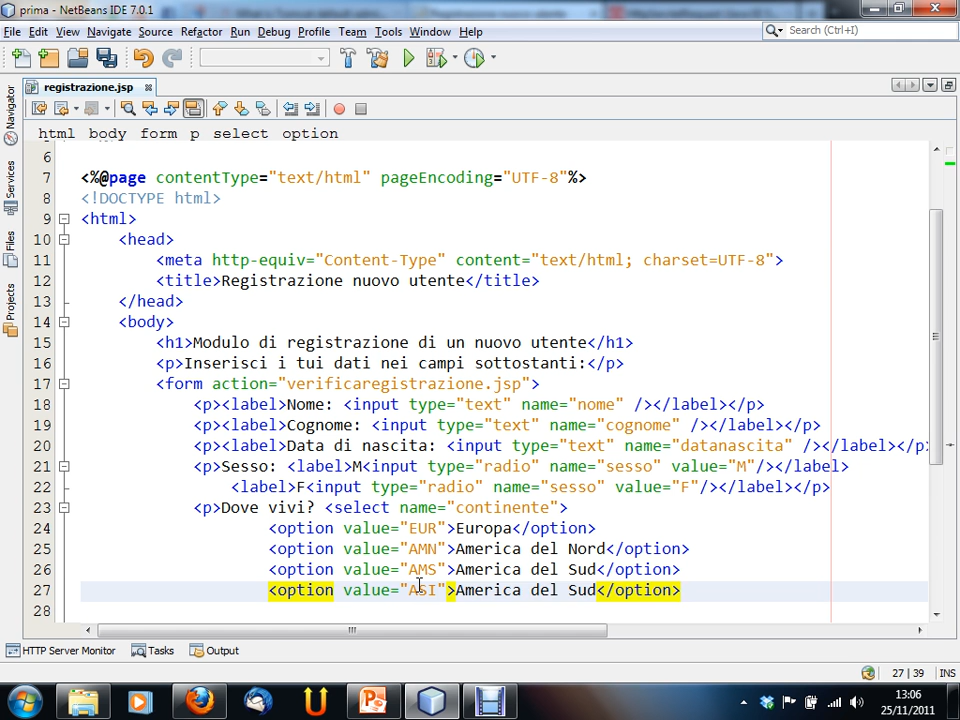 prima - NetBeans IDE 7.0.1
File Edit View Navigate Source Refactor Run Debug Profile Team Tools Window Help
Search (Ctrl+I)
registrazione.jsp
html body form p select option
Navigator
Services
Files
Projects
6
7 <%@page contentType="text/html" pageEncoding="UTF-8"%>
8 <!DOCTYPE html>
9 <html>
10 <head>
11 <meta http-equiv="Content-Type" content="text/html; charset=UTF-8">
12 <title>Registrazione nuovo utente</title>
13 </head>
14 <body>
15 <h1>Modulo di registrazione di un nuovo utente</h1>
16 <p>Inserisci i tui dati nei campi sottostanti:</p>
17 <form action="verificaregistrazione.jsp">
18 <p><label>Nome: <input type="text" name="nome" /></label></p>
19 <p><label>Cognome: <input type="text" name="cognome" /></label></p>
20 <p><label>Data di nascita: <input type="text" name="datanascita" /></label></p>
21 <p>Sesso: <label>M<input type="radio" name="sesso" value="M"/></label>
22 <label>F<input type="radio" name="sesso" value="F"/></label></p>
23 <p>Dove vivi? <select name="continente">
24 <option value="EUR">Europa</option>
25 <option value="AMN">America del Nord</option>
26 <option value="AMS">America del Sud</option>
27 <option value="ASI">America del Sud</option>
28
HTTP Server Monitor Tasks Output
27 | 39 INS
13:06
25/11/2011